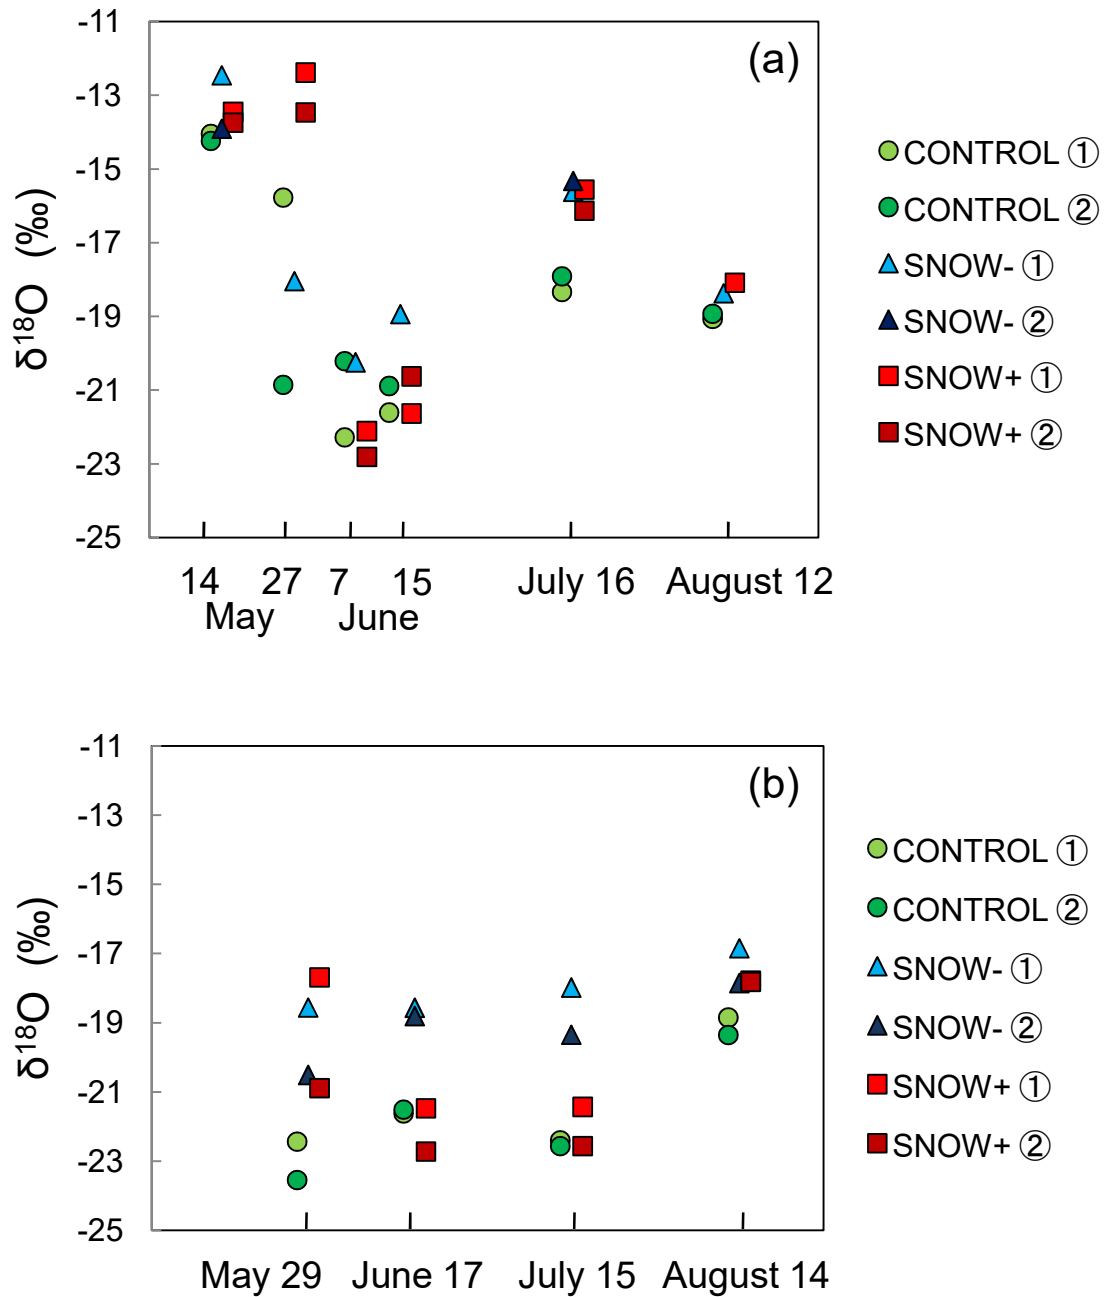 (a)
δ¹⁸O (‰)
-11
-13
-15
-17
-19
-21
-23
-25
14 27 7 15 July 16 August 12
May June
CONTROL ①
CONTROL ②
SNOW- ①
SNOW- ②
SNOW+ ①
SNOW+ ②
(b)
δ¹⁸O (‰)
-11
-13
-15
-17
-19
-21
-23
-25
May 29 June 17 July 15 August 14
CONTROL ①
CONTROL ②
SNOW- ①
SNOW- ②
SNOW+ ①
SNOW+ ②